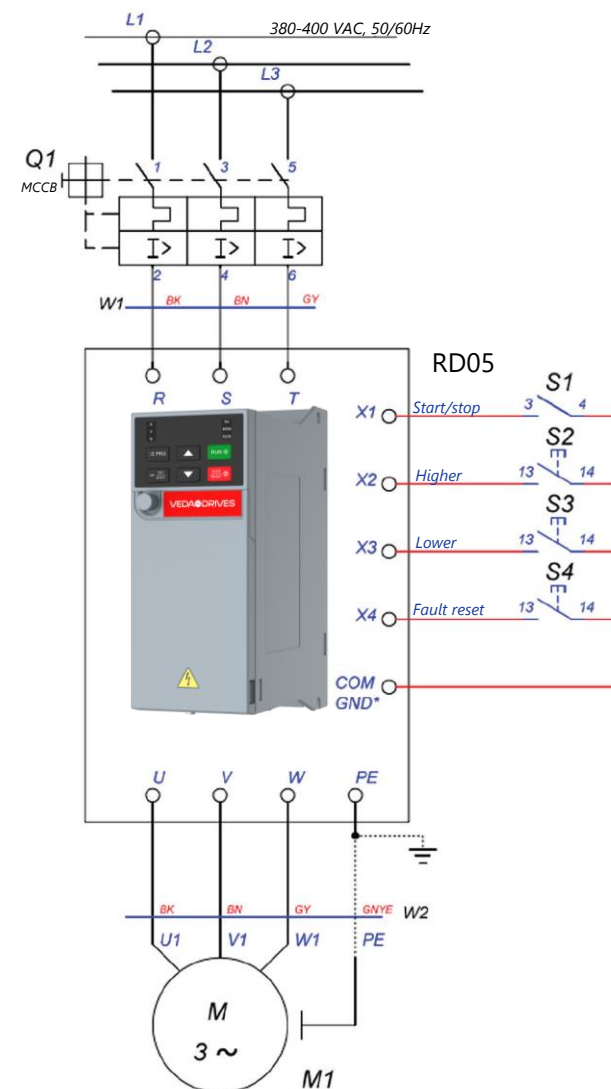 L1
380-400 VAC, 50/60Hz
L2
L3
Q1
MCCB
1 3 5
I> I> I>
2 4 6
W1 BK BN GY
RD05
R S T
X1 Start/stop 3 4 S1
X2 Higher 13 14 S2
X3 Lower 13 14 S3
X4 Fault reset 13 14 S4
COM
GND*
RUN
VEDA DRIVES
U V W PE
BK BN GY GNYE W2
U1 V1 W1 PE
M
3 ~
M1